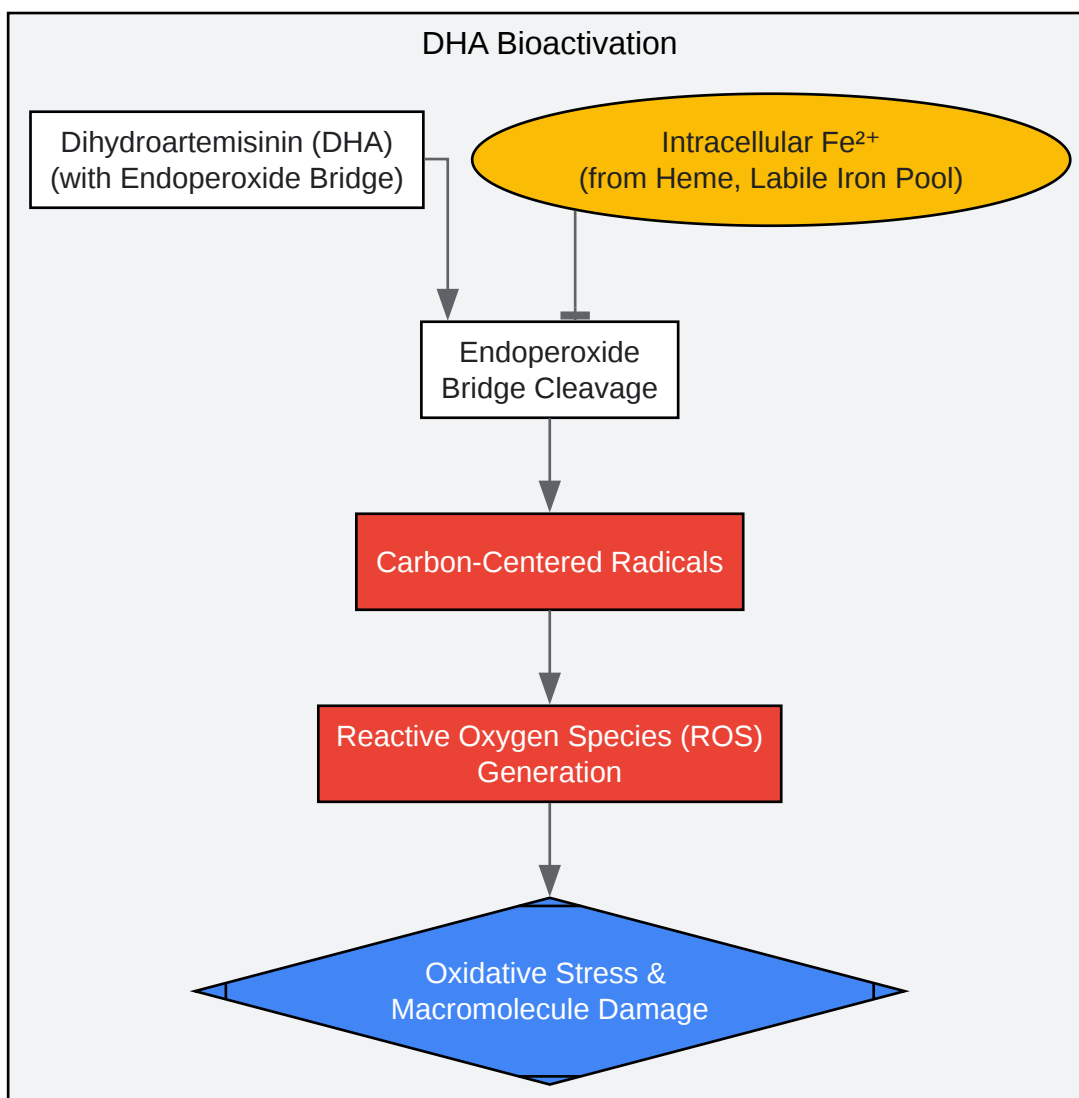 DHA Bioactivation
Dihydroartemisinin (DHA)
(with Endoperoxide Bridge)
Intracellular Fe²⁺
(from Heme, Labile Iron Pool)
Endoperoxide
Bridge Cleavage
Carbon-Centered Radicals
Reactive Oxygen Species (ROS)
Generation
Oxidative Stress &
Macromolecule Damage